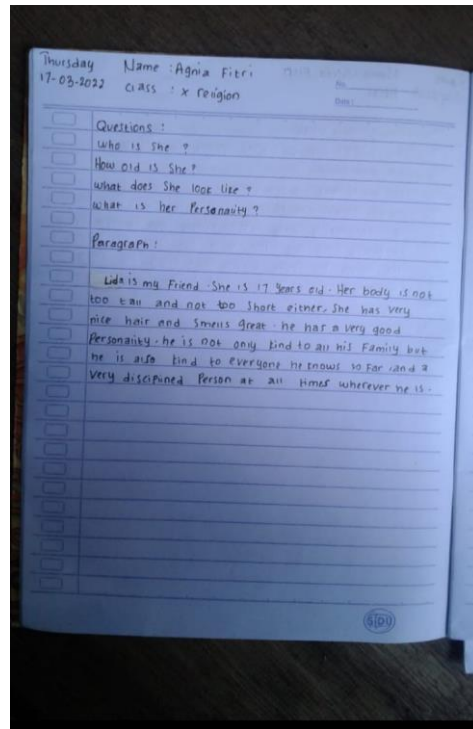 Thursday Name : Agnia Fitri
17-03-2022 Class : x religion
No.
Date :
Questions :
Who is She ?
How old is She ?
What does She look like ?
What is her Personality ?
Paragraph :
Lida is my Friend . She is 17 years old . Her body is not
too tall and not too Short either, She has very
nice hair and Smells great . he has a very good
Personality . he is not only kind to all his Family but
he is also kind to everyone he knows so far , and a
very discipined Person at all times wherever he is .
SIDU